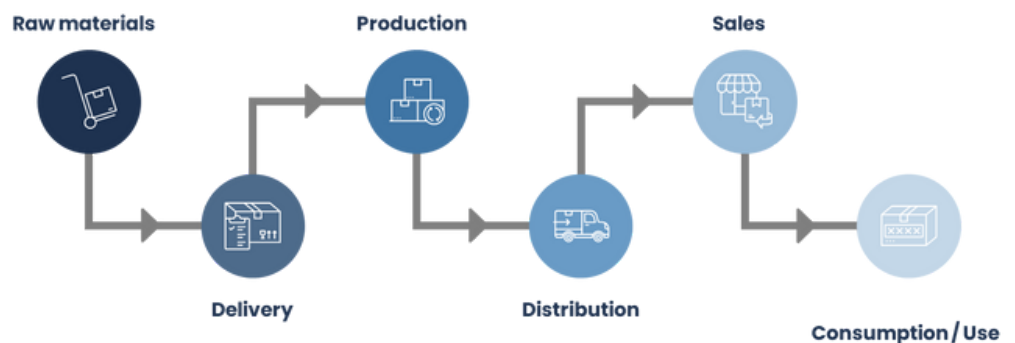 Raw materials
Production
Sales
Delivery
Distribution
Consumption / Use